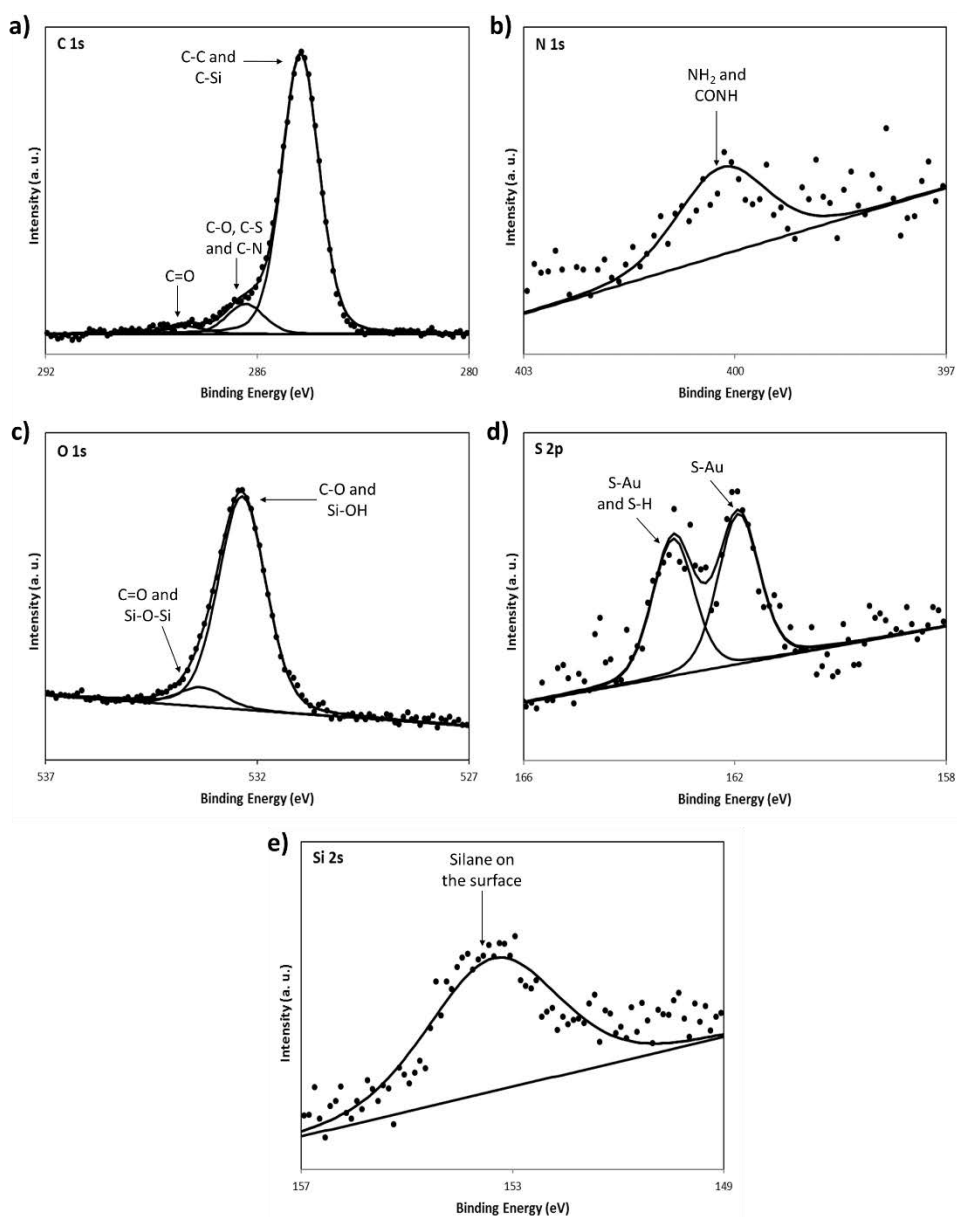 a)
C 1s
C-C and
C-Si
C-O, C-S
and C-N
C=O
Intensity (a. u.)
292
286
280
Binding Energy (eV)
b)
N 1s
NH₂ and
CONH
Intensity (a. u.)
403
400
397
Binding Energy (eV)
c)
O 1s
C-O and
Si-OH
C=O and
Si-O-Si
Intensity (a. u.)
537
532
527
Binding Energy (eV)
d)
S 2p
S-Au
S-Au
and S-H
Intensity (a. u.)
166
162
158
Binding Energy (eV)
e)
Si 2s
Silane on
the surface
Intensity (a. u.)
157
153
149
Binding Energy (eV)